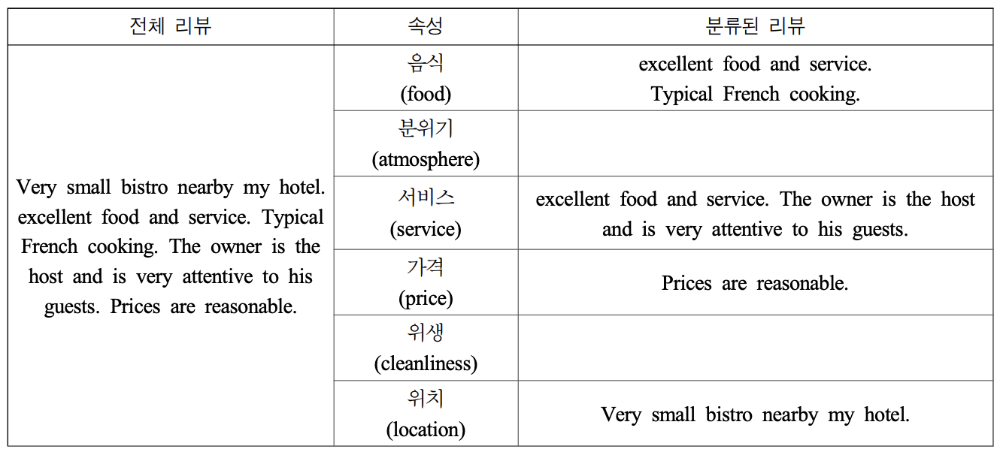 전체 리뷰
속성
분류된 리뷰
Very small bistro nearby my hotel.
excellent food and service. Typical
French cooking. The owner is the
host and is very attentive to his
guests. Prices are reasonable.
음식
(food)
excellent food and service.
Typical French cooking.
분위기
(atmosphere)
서비스
(service)
excellent food and service. The owner is the host
and is very attentive to his guests.
가격
(price)
Prices are reasonable.
위생
(cleanliness)
위치
(location)
Very small bistro nearby my hotel.